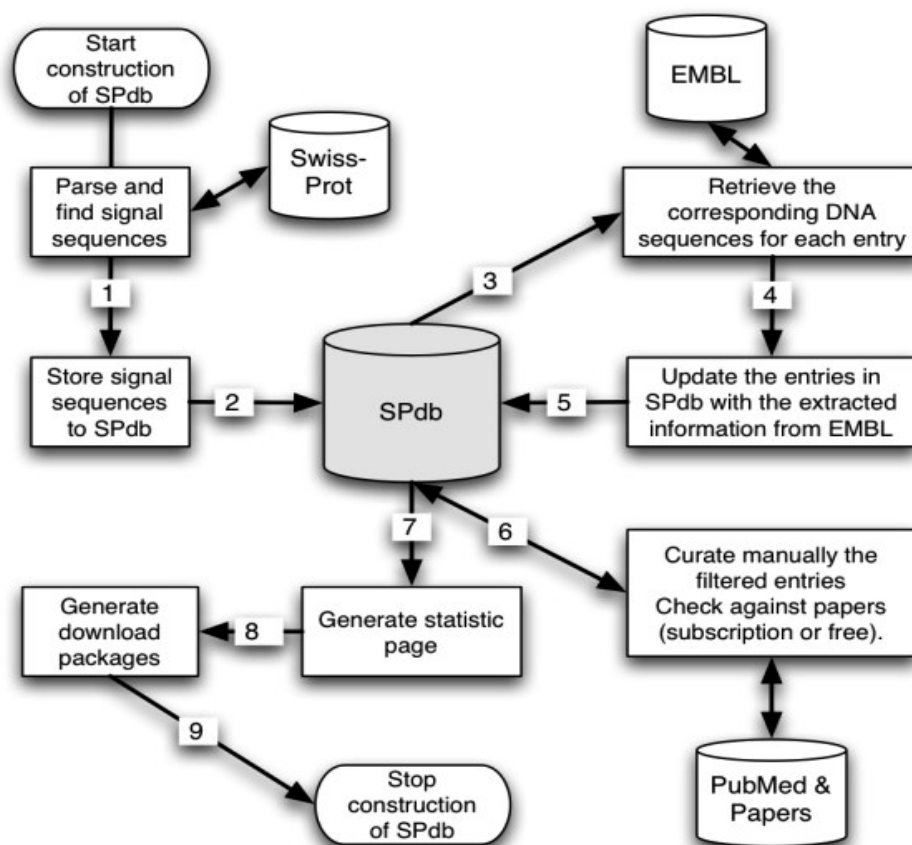 Start
construction
of SPdb
EMBL
Swiss-
Prot
Parse and
find signal
sequences
Retrieve the
corresponding DNA
sequences for each entry
1
3
4
Store signal
sequences
to SPdb
2
SPdb
5
Update the entries in
SPdb with the extracted
information from EMBL
7
6
Curate manually the
filtered entries
Check against papers
(subscription or free).
Generate
download
packages
8
Generate statistic
page
9
Stop
construction
of SPdb
PubMed &
Papers